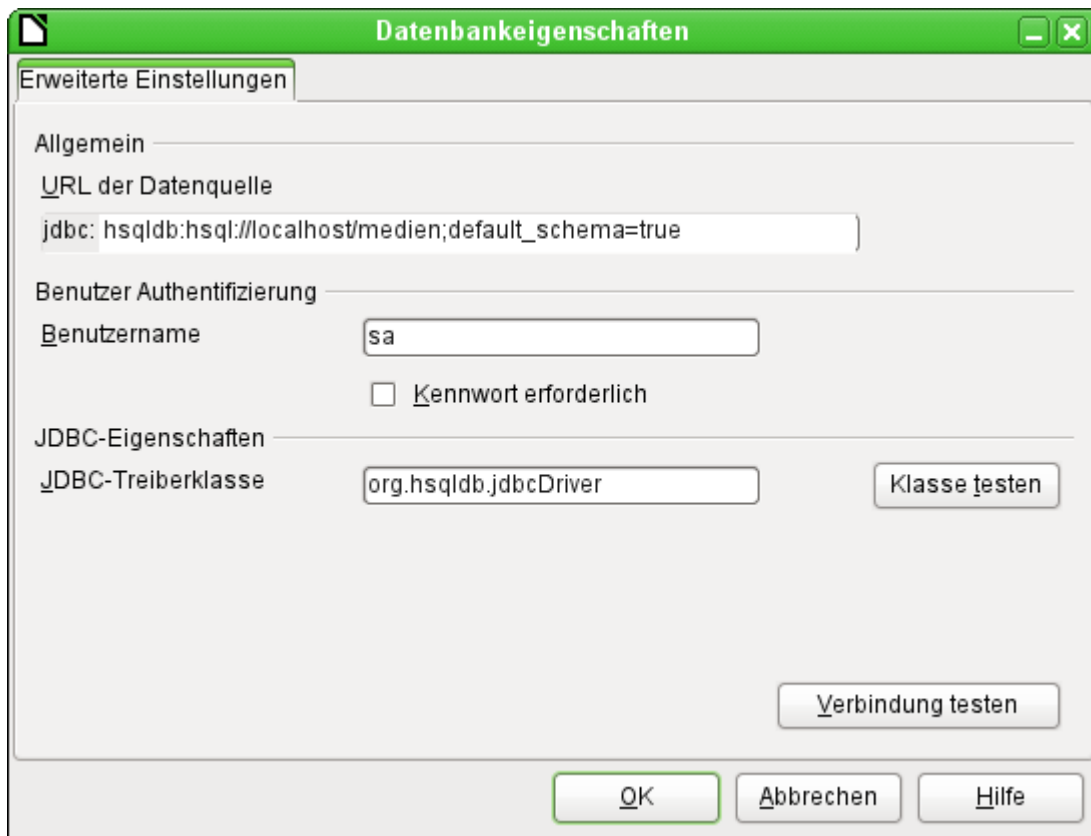 Datenbankeigenschaften
Erweiterte Einstellungen
Allgemein
URL der Datenquelle
jdbc: hsqldb:hsql://localhost/medien;default_schema=true
Benutzer Authentifizierung
Benutzername sa
Kennwort erforderlich
JDBC-Eigenschaften
JDBC-Treiberklasse org.hsqldb.jdbcDriver Klasse testen
Verbindung testen
OK Abbrechen Hilfe